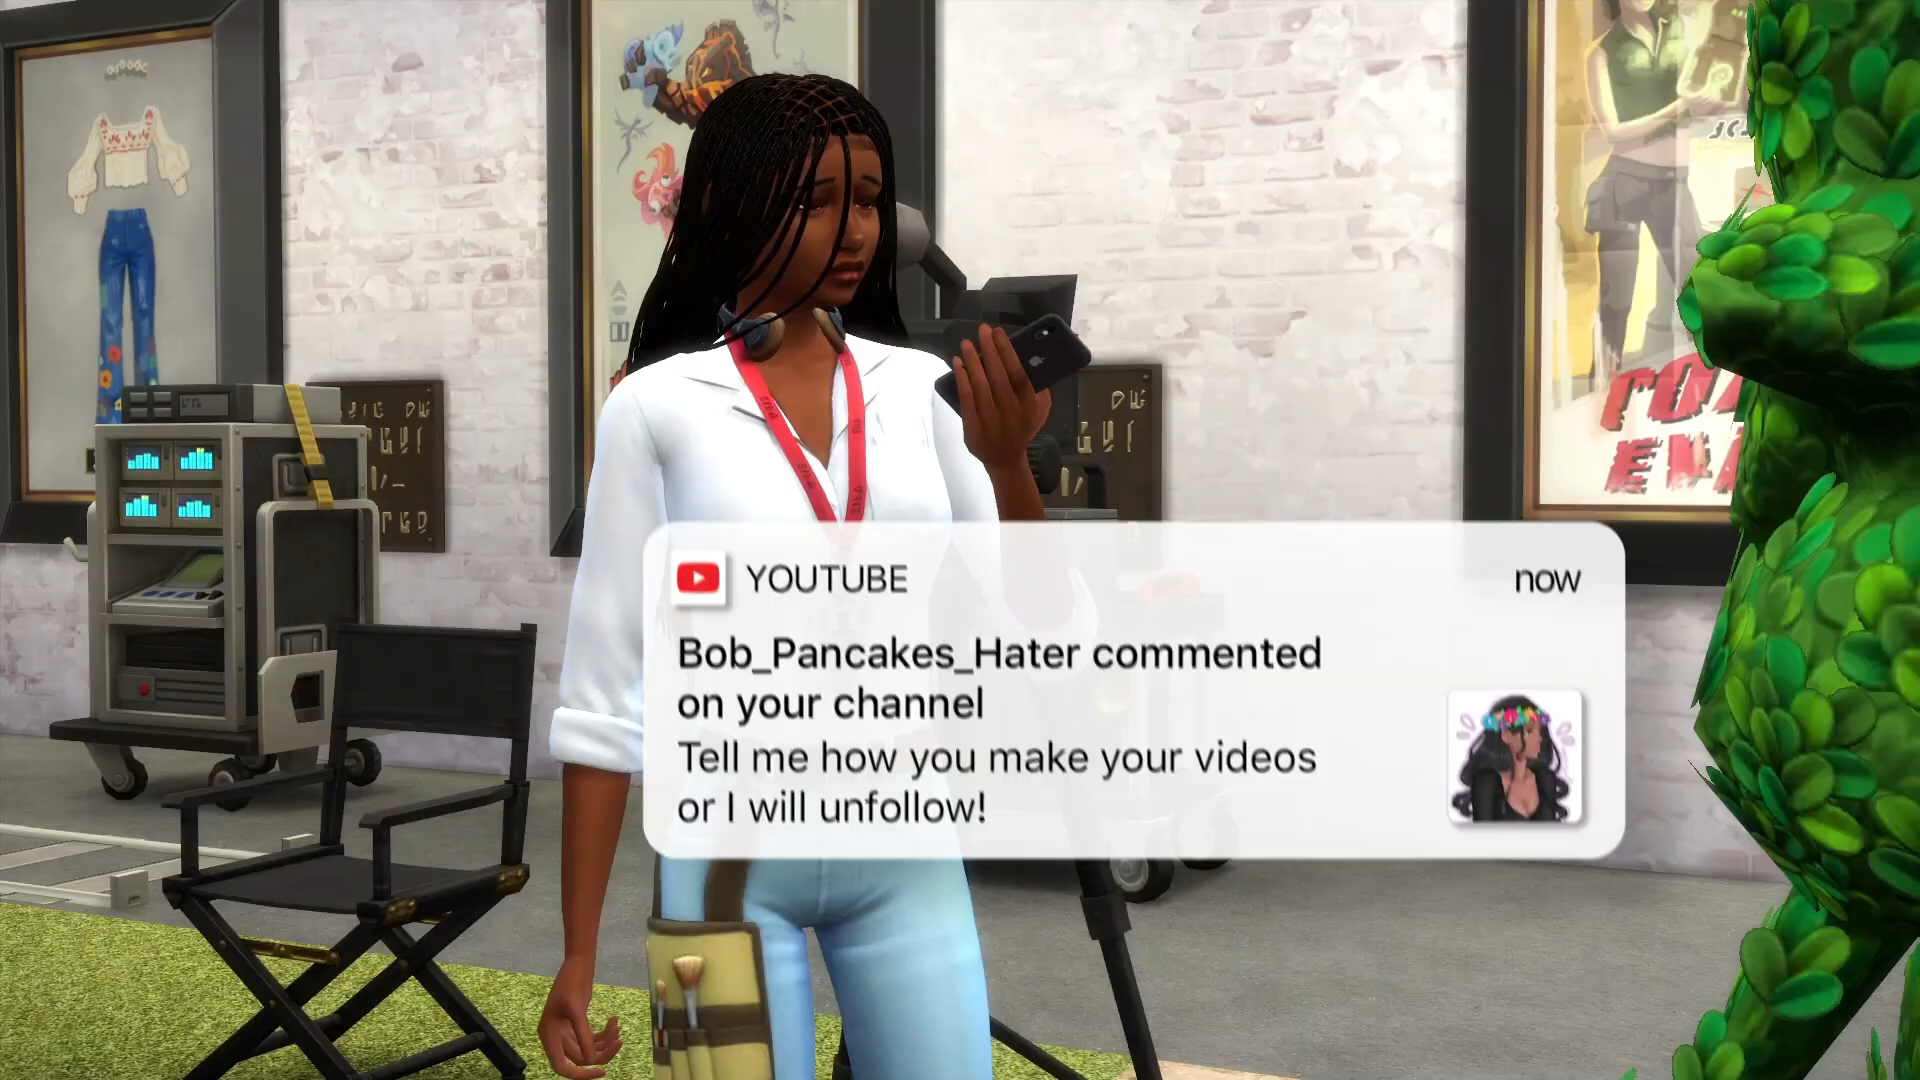 YOUTUBE
now
Bob_Pancakes_Hater commented
on your channel
Tell me how you make your videos
or I will unfollow!